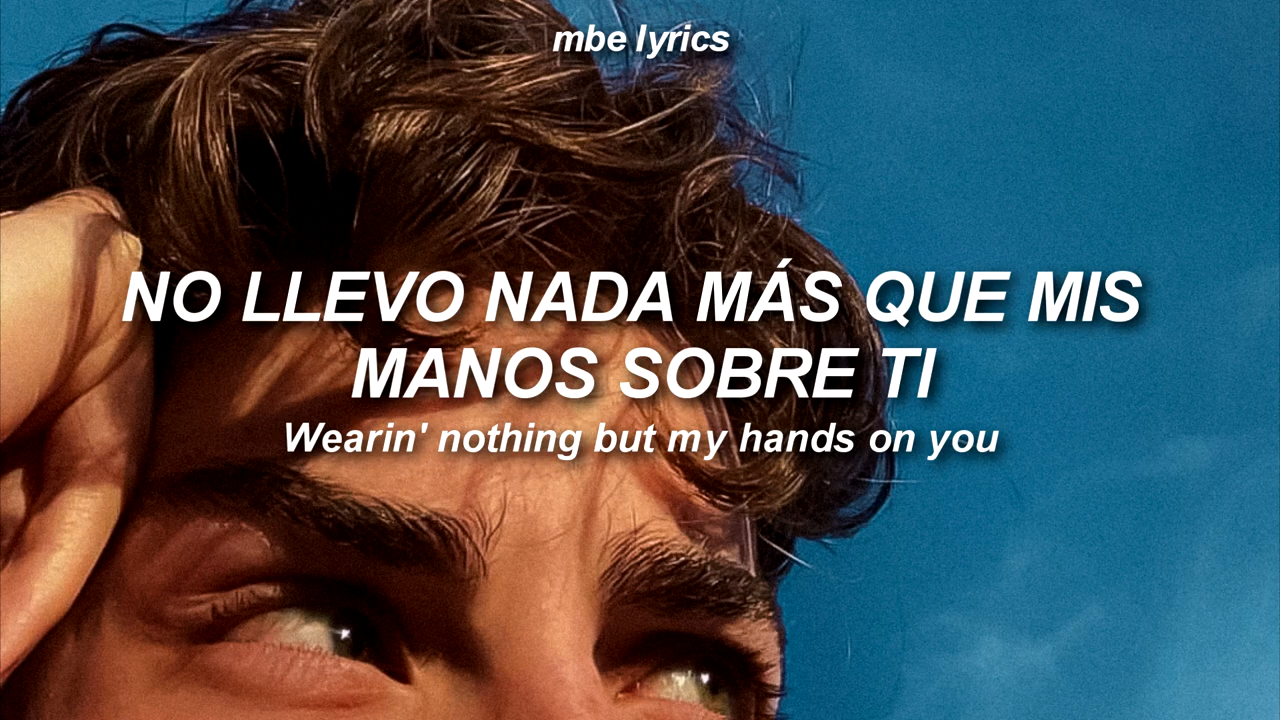 mbe lyrics
NO LLEVO NADA MÁS QUE MIS
MANOS SOBRE TI
Wearin' nothing but my hands on you